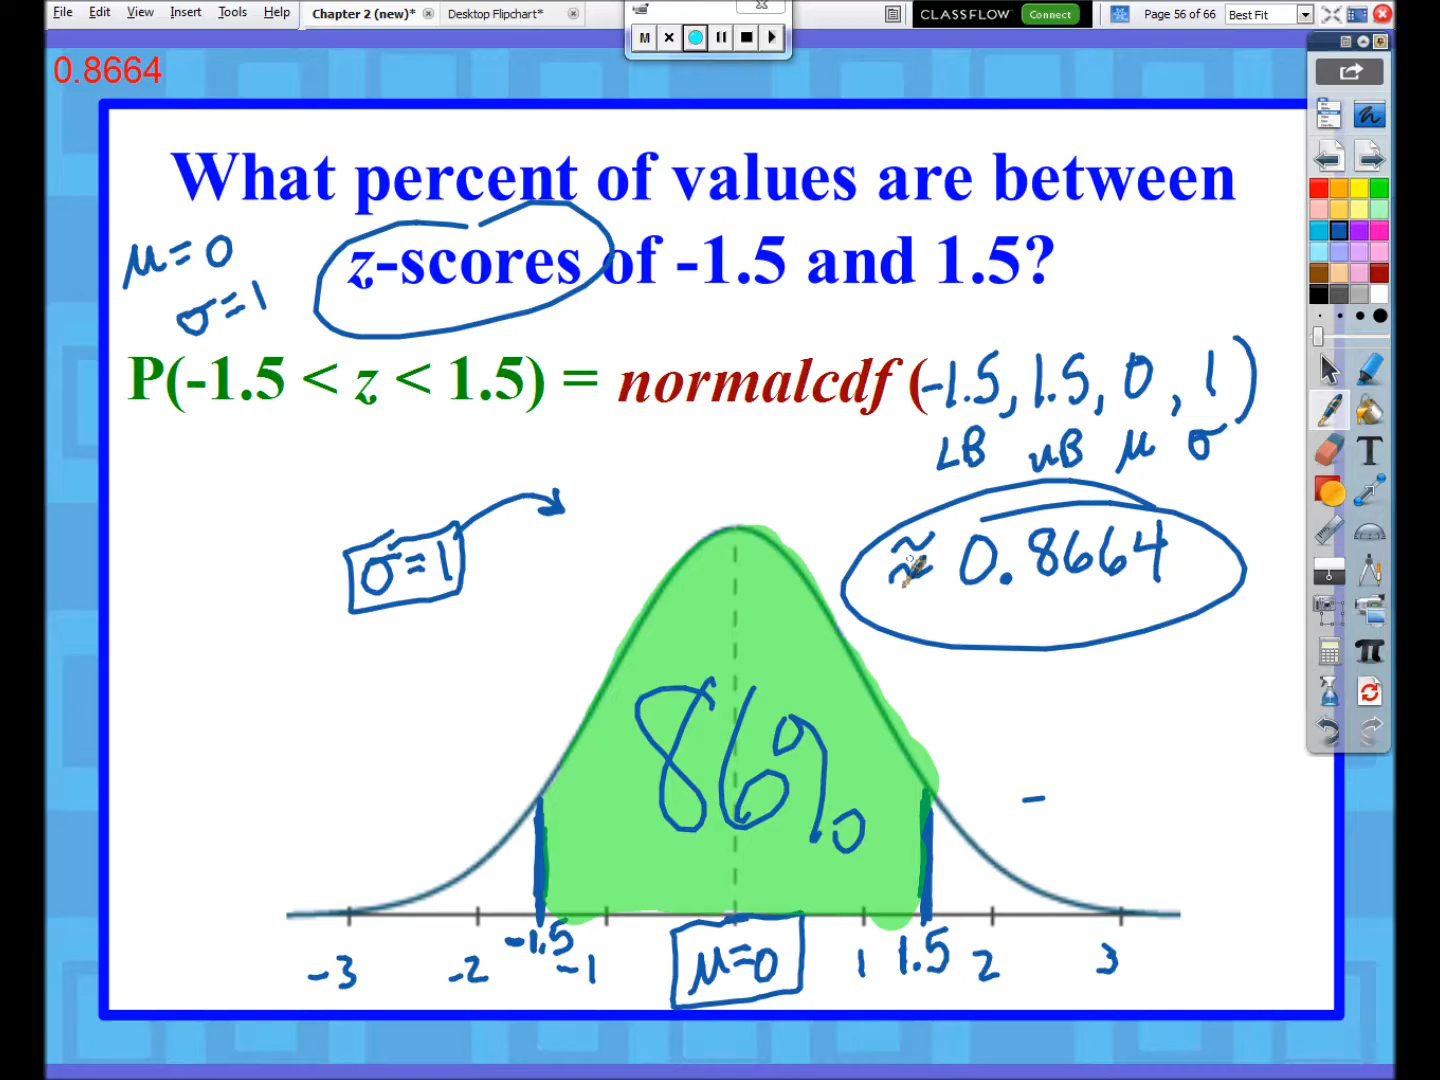 File Edit View Insert Tools Help Chapter 2 (new)* Desktop Flipchart* CLASSFLOW Connect Page 56 of 66 Best Fit
M
0.8664
What percent of values are between
z-scores of -1.5 and 1.5?
μ=0
σ=1
P(-1.5 < z < 1.5) = normalcdf (-1.5, 1.5, 0, 1)
LB UB μ σ
σ=1
≈ 0.8664
86%
-
-3 -2 -1.5 -1 μ=0 1 1.5 2 3